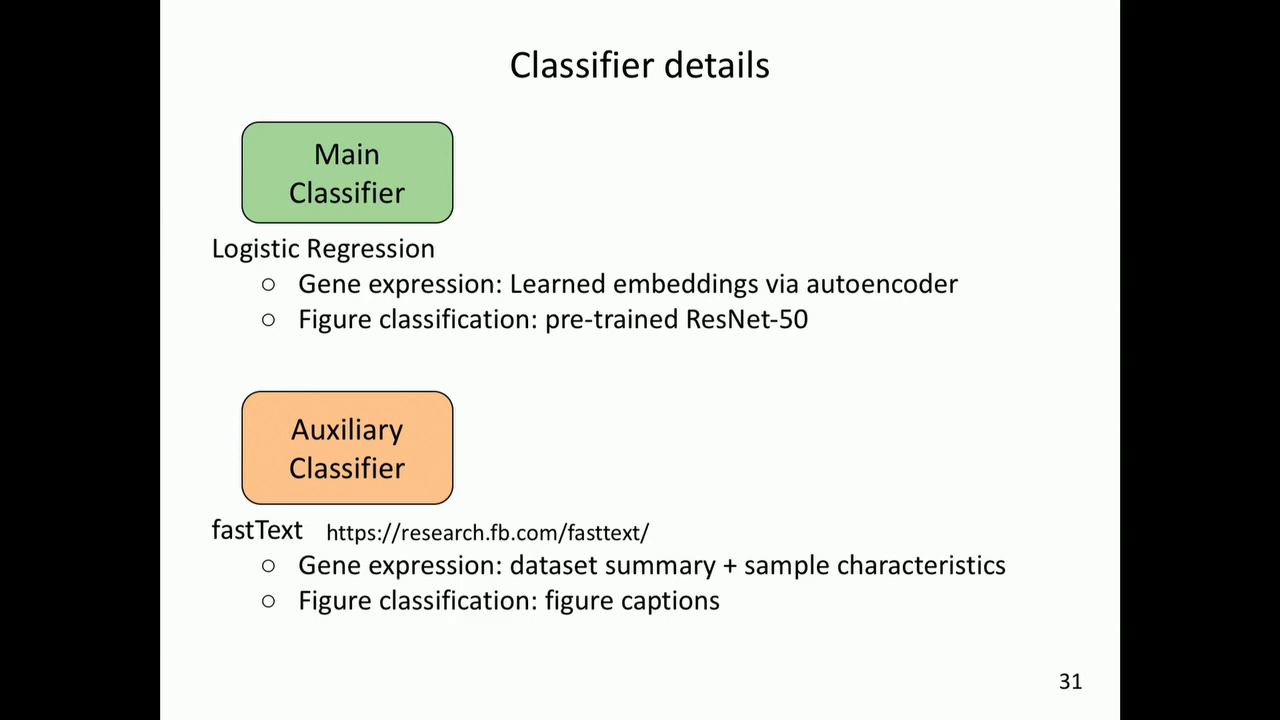 Classifier details
Main
Classifier
Logistic Regression
○ Gene expression: Learned embeddings via autoencoder
○ Figure classification: pre-trained ResNet-50
Auxiliary
Classifier
fastText https://research.fb.com/fasttext/
○ Gene expression: dataset summary + sample characteristics
○ Figure classification: figure captions
31